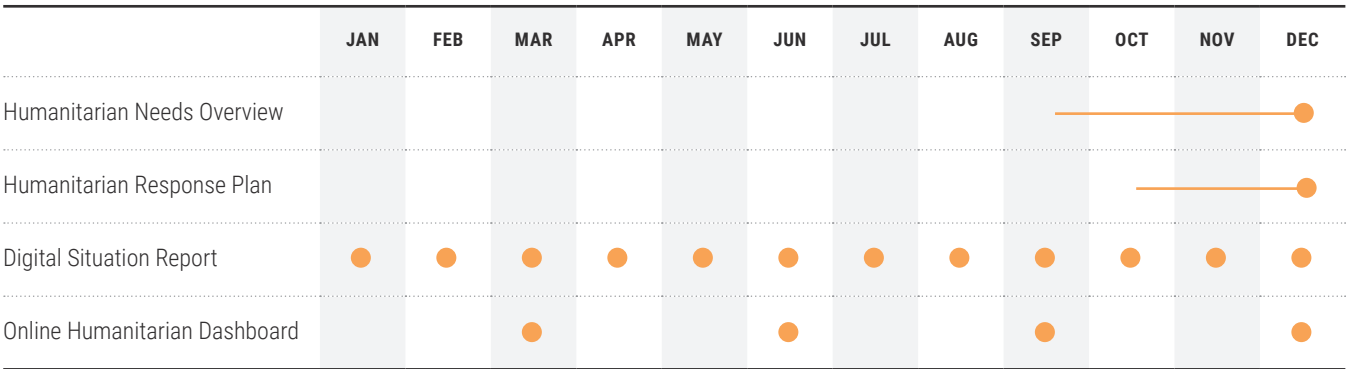 JAN FEB MAR APR MAY JUN JUL AUG SEP OCT NOV DEC
Humanitarian Needs Overview
Humanitarian Response Plan
Digital Situation Report
Online Humanitarian Dashboard